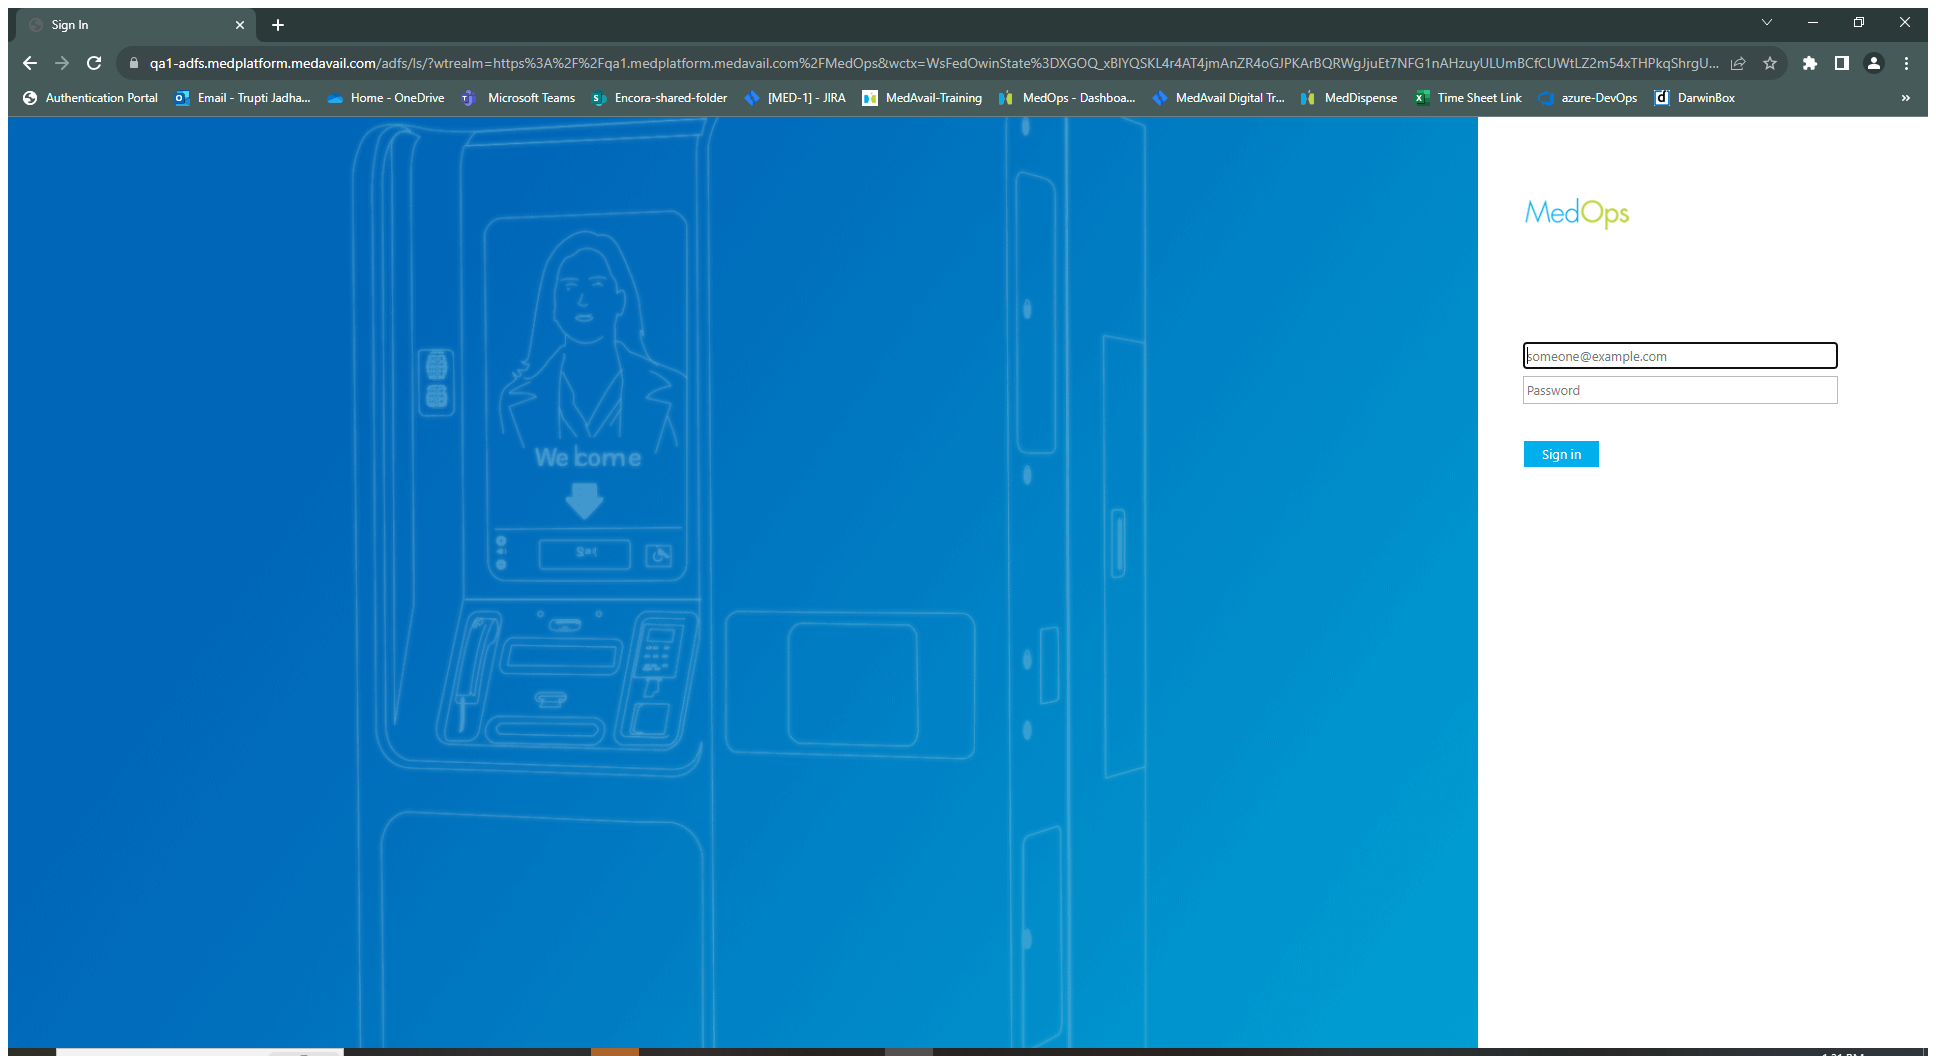 Sign In
qa1-adfs.medplatform.medavail.com/adfs/ls/?wtrealm=https%3A%2F%2Fqa1.medplatform.medavail.com%2FMedOps&wctx=WsFedOwinState%3DXGOQ_xBlYQSKL4r4AT4jmAnZR4oGJPKArBQRWgJjuEt7NFG1nAHzuyULUmBCfCUWtLZ2m54xTHPkqShrgU...
Authentication Portal Email - Trupti Jadha... Home - OneDrive Microsoft Teams Encora-shared-folder [MED-1] - JIRA MedAvail-Training MedOps - Dashboa... MedAvail Digital Tr... MedDispense Time Sheet Link azure-DevOps DarwinBox »
MedOps
someone@example.com
Password
Sign in
Welcome